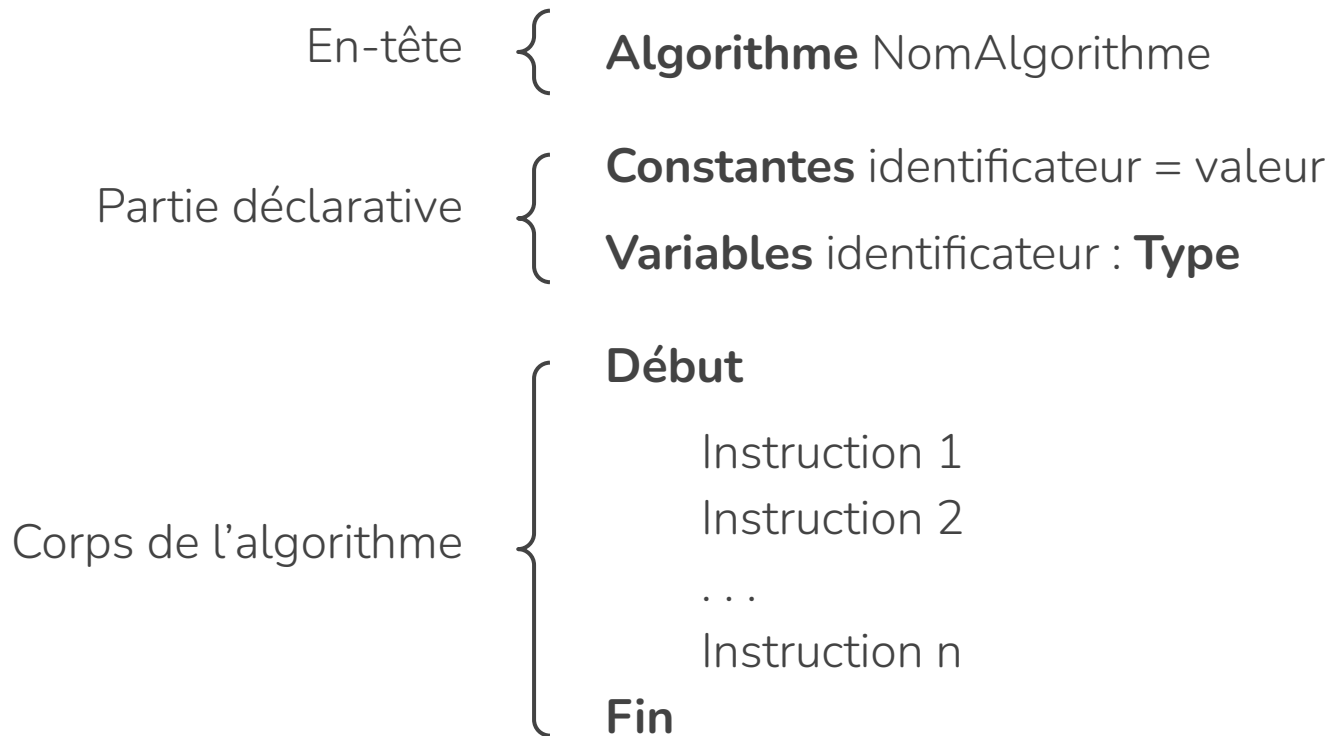 En-tête
Algorithme NomAlgorithme
Partie déclarative
Constantes identificateur = valeur
Variables identificateur : Type
Corps de l’algorithme
Début
Instruction 1
Instruction 2
. . .
Instruction n
Fin